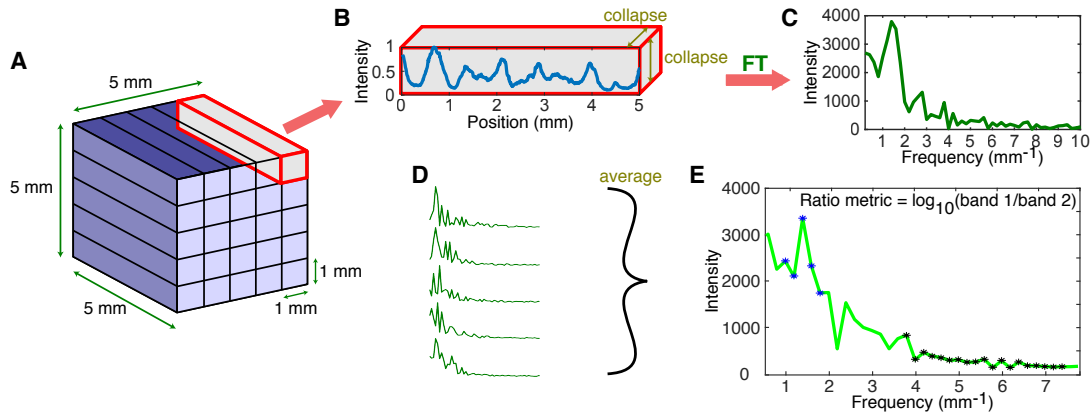 A
5 mm
5 mm
5 mm
1 mm
1 mm
B
collapse
collapse
Intensity
1
0.5
0
0 1 2 3 4 5
Position (mm)
FT
C
Intensity
4000
3000
2000
1000
0
1 2 3 4 5 6 7 8 9 10
Frequency (mm-1)
D
average
E
Ratio metric = log10(band 1/band 2)
Intensity
4000
3000
2000
1000
0
1 2 3 4 5 6 7
Frequency (mm-1)